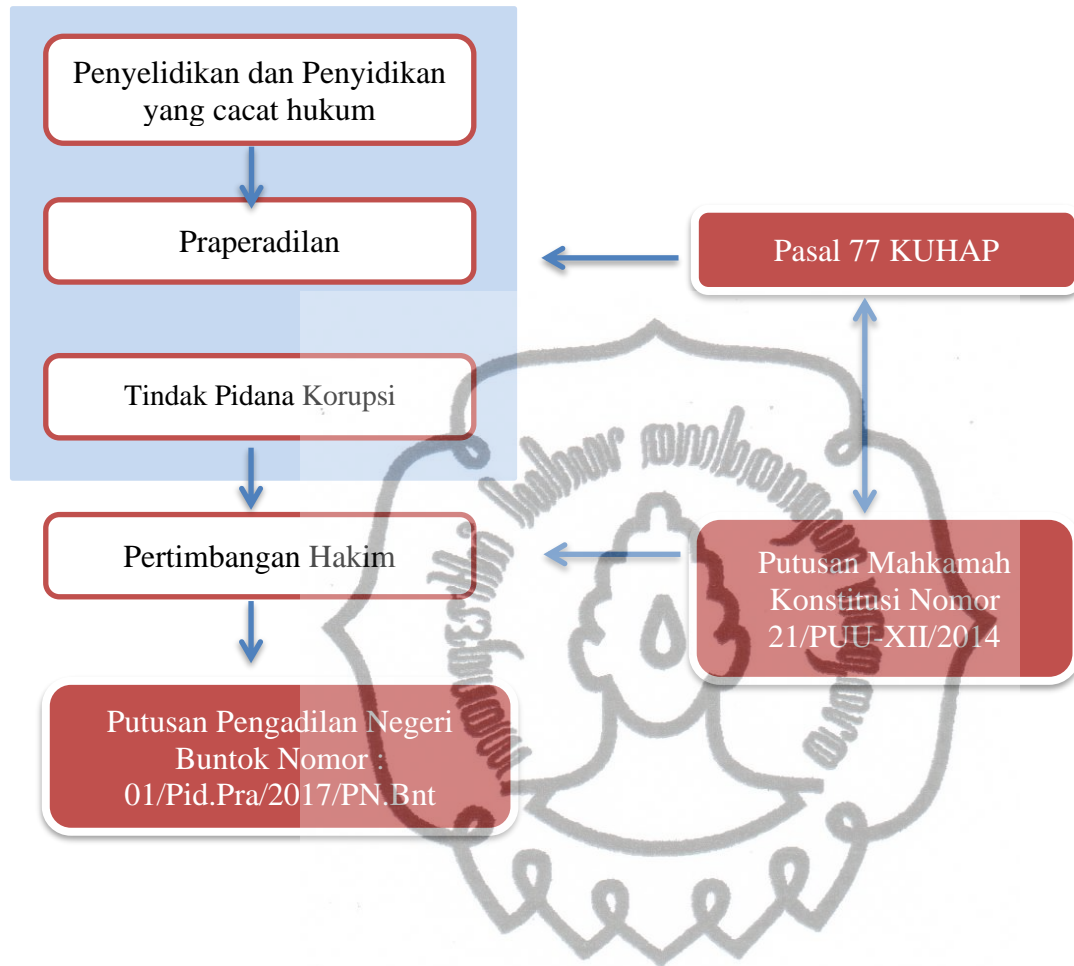 Penyelidikan dan Penyidikan
yang cacat hukum
Praperadilan
Pasal 77 KUHAP
Tindak Pidana Korupsi
Pertimbangan Hakim
Putusan Mahkamah
Konstitusi Nomor
21/PUU-XII/2014
Putusan Pengadilan Negeri
Buntok Nomor :
01/Pid.Pra/2017/PN.Bnt